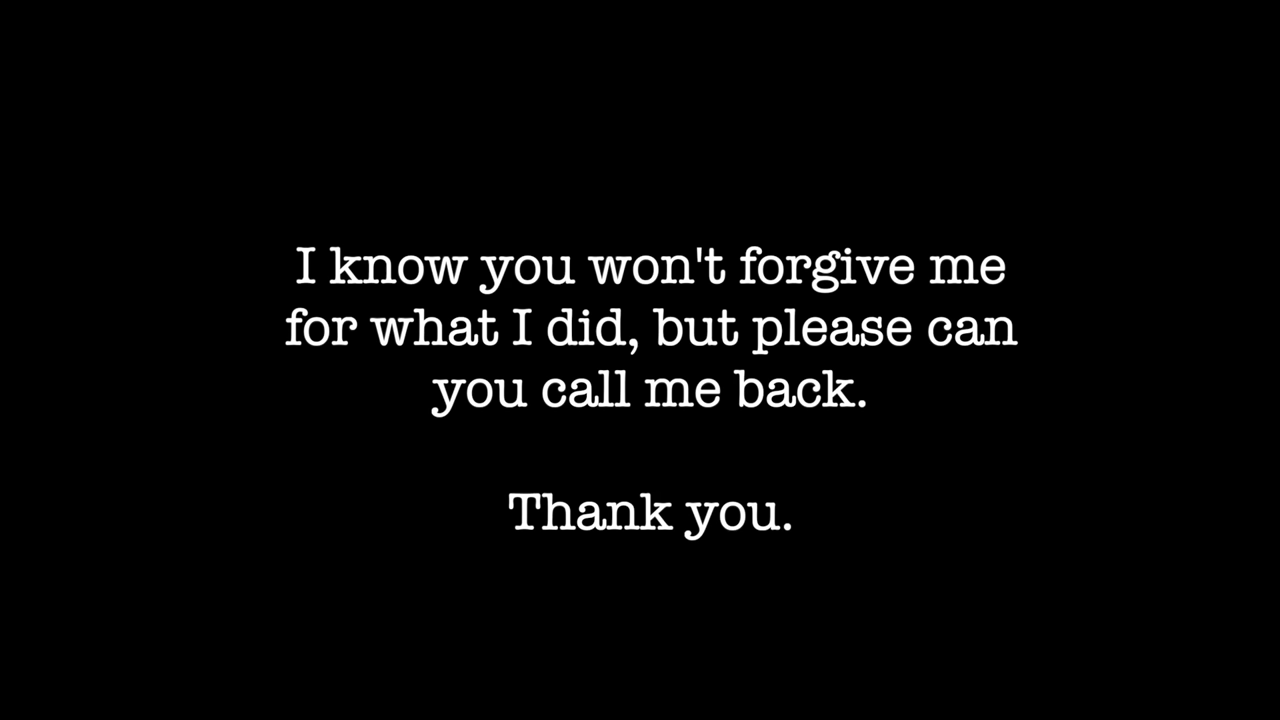 I know you won't forgive me
for what I did, but please can
you call me back.
Thank you.